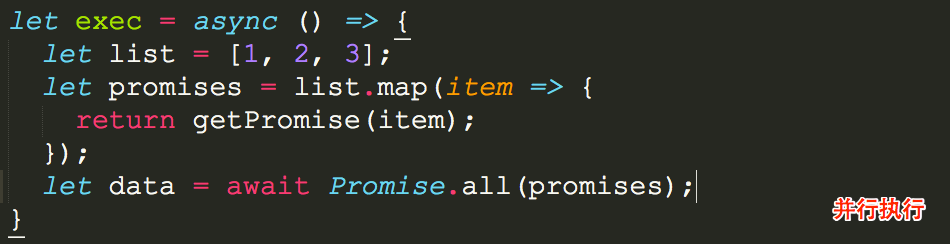 let exec = async () => {
  let list = [1, 2, 3];
  let promises = list.map(item => {
    return getPromise(item);
  });
  let data = await Promise.all(promises);
并行执行
}